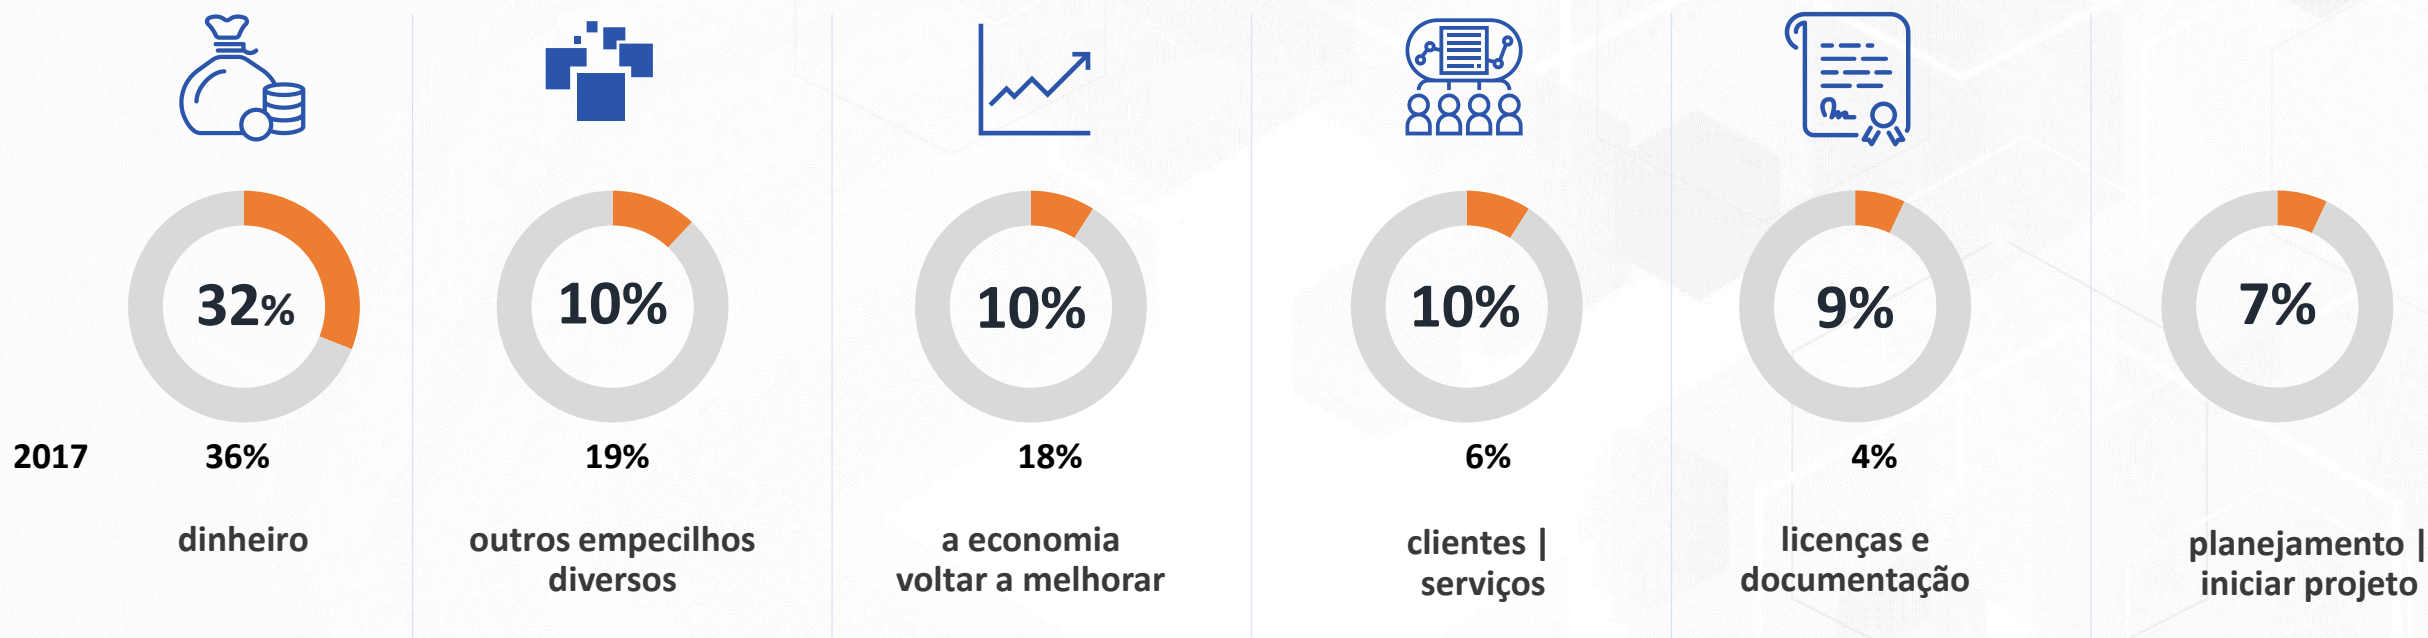 32%
10%
10%
10%
9%
7%
2017
36%
19%
18%
6%
4%
dinheiro
outros empecilhos
diversos
a economia
voltar a melhorar
clientes |
serviços
licenças e
documentação
planejamento |
iniciar projeto